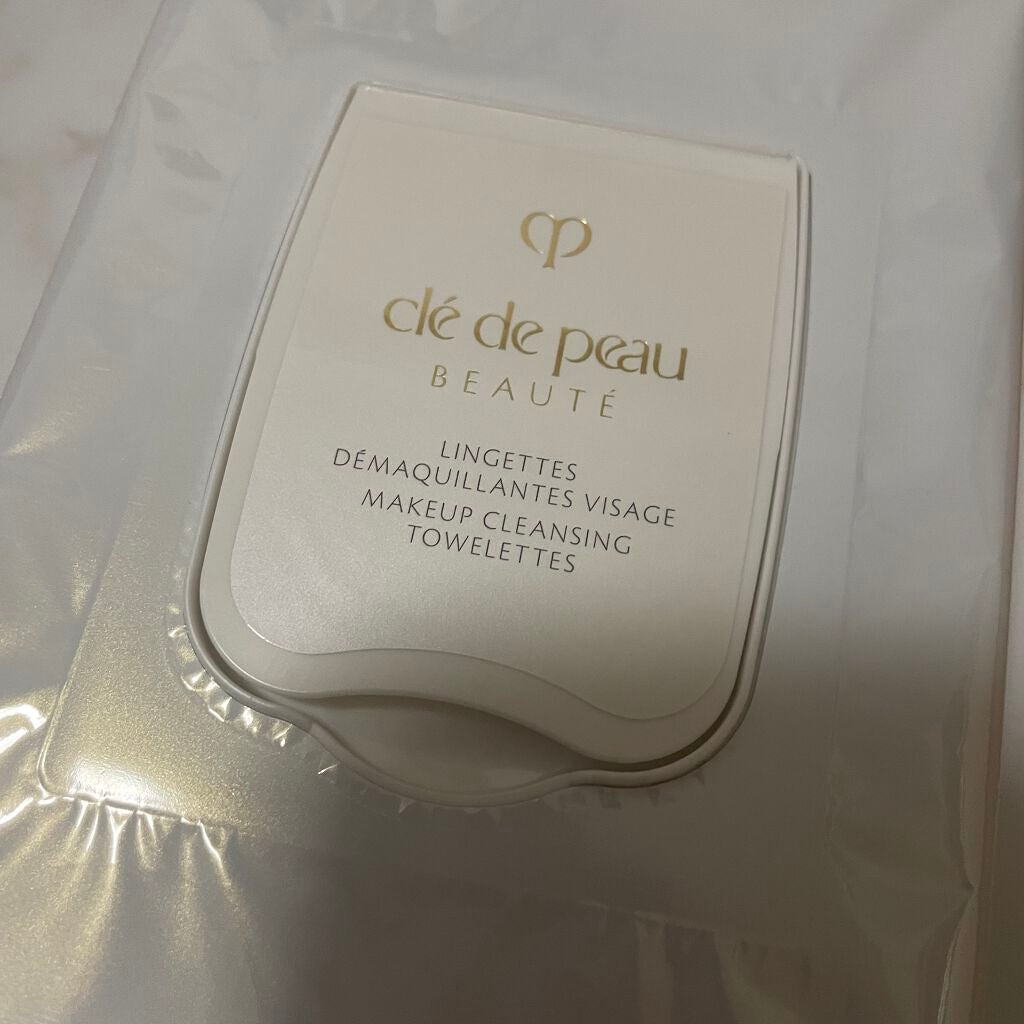 clé de peau
BEAUTÉ
LINGETTES
DÉMAQUILLANTES VISAGE
MAKEUP CLEANSING
TOWELETTES